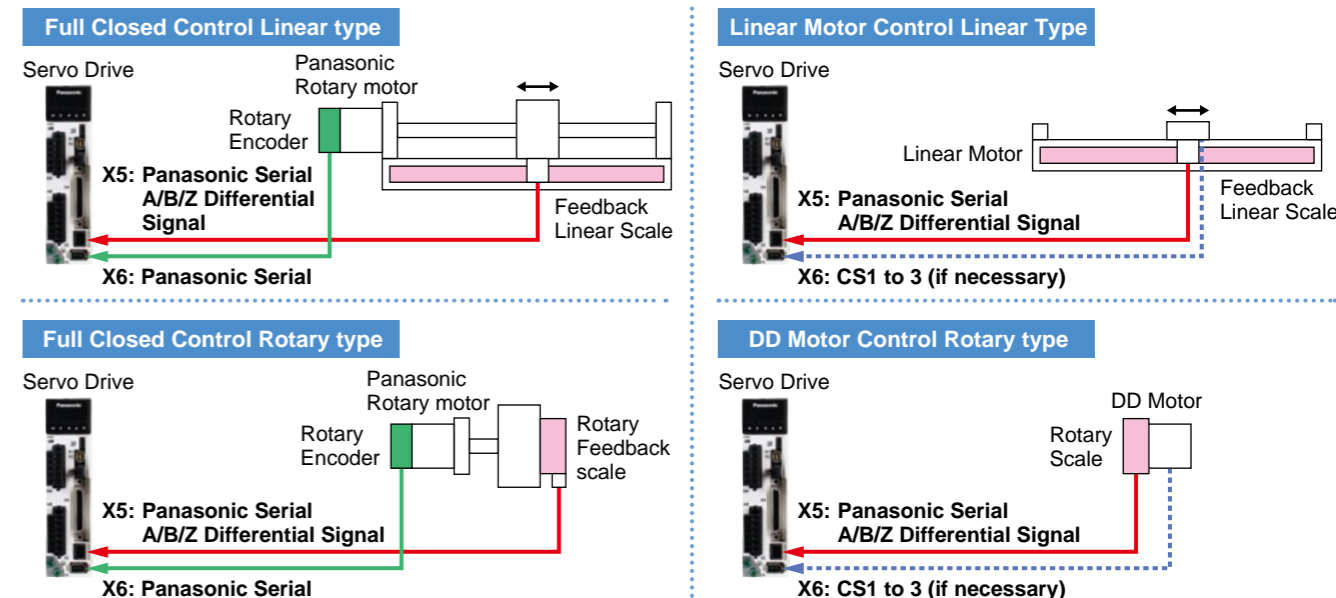 Full Closed Control Linear type
Servo Drive
Panasonic
Panasonic
Rotary motor
Rotary
Encoder
X5: Panasonic Serial
A/B/Z Differential
Signal
Feedback
Linear Scale
X6: Panasonic Serial
Linear Motor Control Linear Type
Servo Drive
Panasonic
Linear Motor
Feedback
Linear Scale
X5: Panasonic Serial
A/B/Z Differential Signal
X6: CS1 to 3 (if necessary)
Full Closed Control Rotary type
Servo Drive
Panasonic
Panasonic
Rotary motor
Rotary
Encoder
Rotary
Feedback
scale
X5: Panasonic Serial
A/B/Z Differential Signal
X6: Panasonic Serial
DD Motor Control Rotary type
Servo Drive
Panasonic
DD Motor
Rotary
Scale
X5: Panasonic Serial
A/B/Z Differential Signal
X6: CS1 to 3 (if necessary)